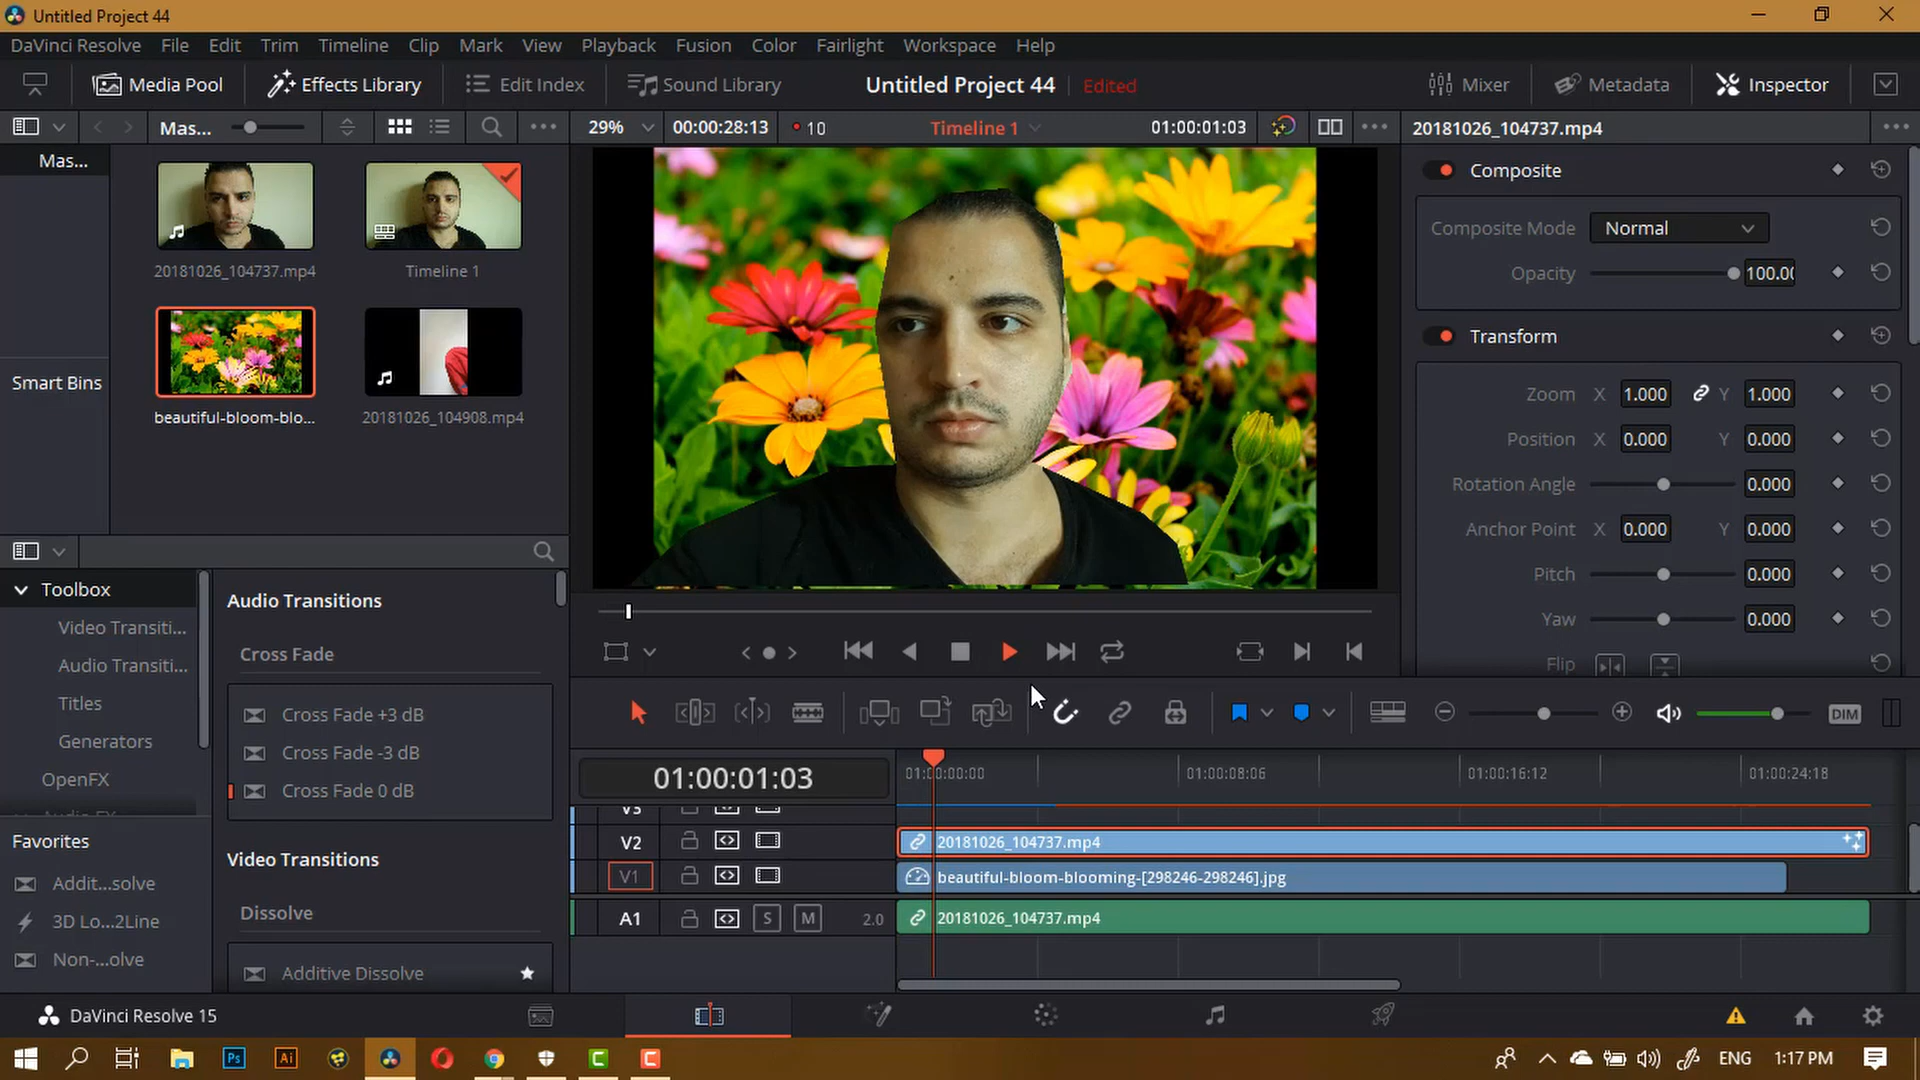 Untitled Project 44
DaVinci Resolve File Edit Trim Timeline Clip Mark View Playback Fusion Color Fairlight Workspace Help
Media Pool Effects Library Edit Index Sound Library Untitled Project 44 Edited Mixer Metadata Inspector
Mas... 29% 00:00:28:13 10 Timeline 1 01:00:01:03 20181026_104737.mp4
Mas...
20181026_104737.mp4 Timeline 1
Smart Bins
beautiful-bloom-blo... 20181026_104908.mp4
Composite
Composite Mode Normal
Opacity 100.00
Transform
Zoom X 1.000 Y 1.000
Position X 0.000 Y 0.000
Rotation Angle 0.000
Anchor Point X 0.000 Y 0.000
Pitch 0.000
Yaw 0.000
Flip
Toolbox
Video Transiti...
Audio Transiti...
Titles
Generators
OpenFX
Audio FX
Favorites
Addit...solve
3D Lo...2Line
Non-...olve
Audio Transitions
Cross Fade
Cross Fade +3 dB
Cross Fade -3 dB
Cross Fade 0 dB
Video Transitions
Dissolve
Additive Dissolve
DIM
01:00:01:03 01:00:00:00 01:00:08:06 01:00:16:12 01:00:24:18
V3
V2 20181026_104737.mp4
V1 beautiful-bloom-blooming-[298246-298246].jpg
A1 S M 2.0 20181026_104737.mp4
DaVinci Resolve 15
Ps Ai C C ENG 1:17 PM